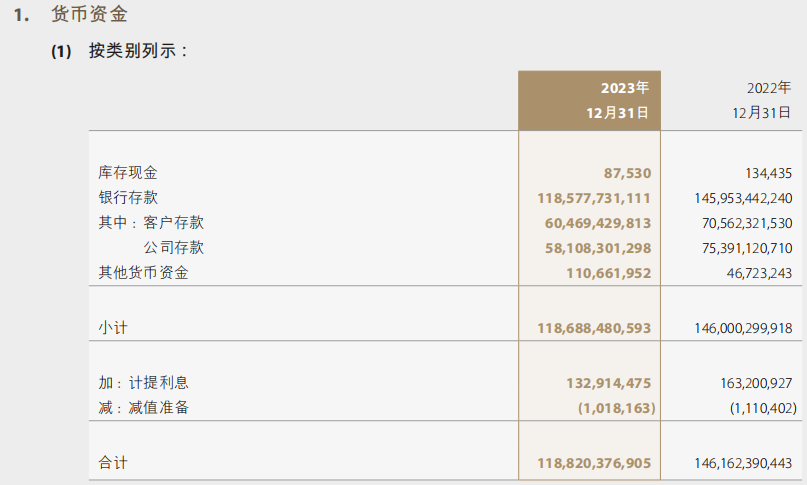 1. 货币资金
(1) 按类别列示：
2023年 2022年
12月31日 12月31日
库存现金 87,530 134,435
银行存款 118,577,731,111 145,953,442,240
其中：客户存款 60,469,429,813 70,562,321,530
公司存款 58,108,301,298 75,391,120,710
其他货币资金 110,661,952 46,723,243
小计 118,688,480,593 146,000,299,918
加：计提利息 132,914,475 163,200,927
减：减值准备 (1,018,163) (1,110,402)
合计 118,820,376,905 146,162,390,443